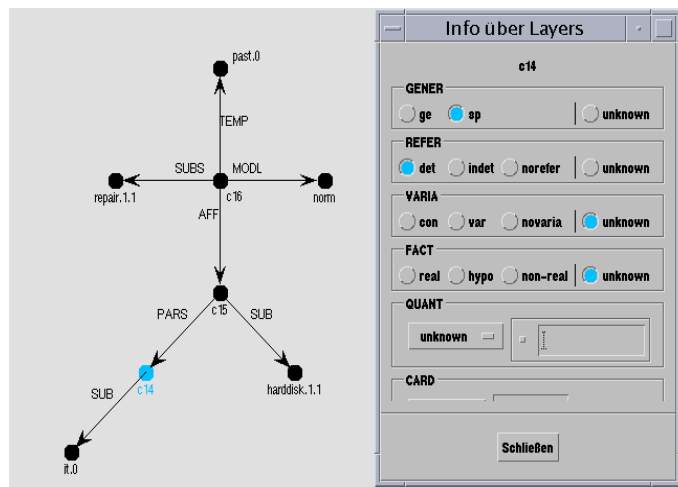 past.0
TEMP
SUBS MODL
repair.1.1 c16 norm
AFF
c15
PARS SUB
c14 harddisk.1.1
SUB
it.0
Info über Layers
c14
GENER
ge sp unknown
REFER
det indet norefer unknown
VARIA
con var novaria unknown
FACT
real hypo non-real unknown
QUANT
unknown
CARD
Schließen